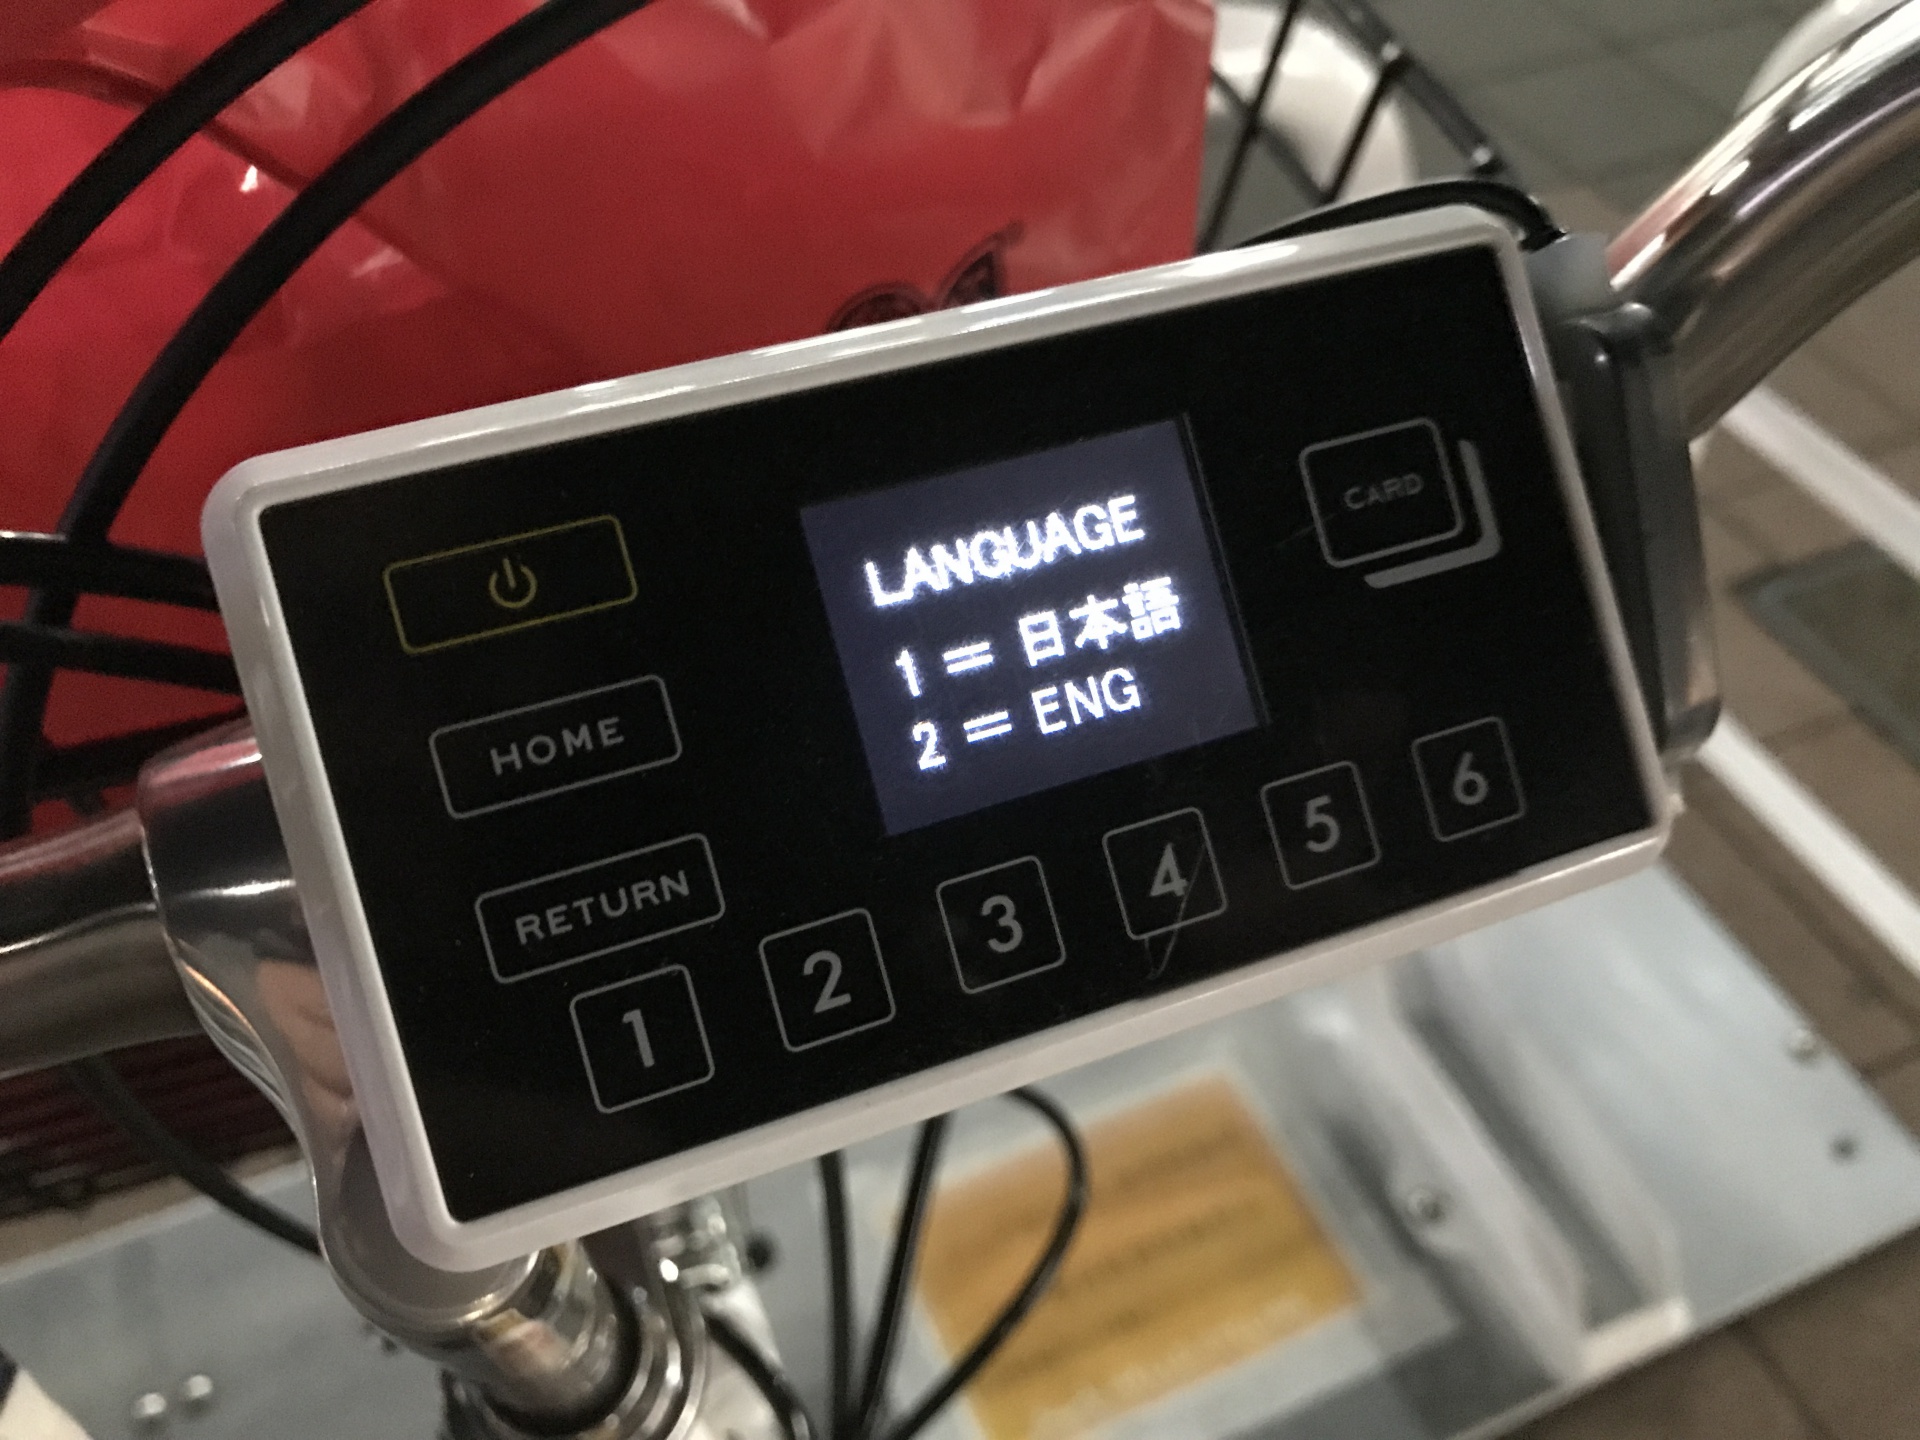 LANGUAGE
1 = 日本語
2 = ENG
CARD
HOME
RETURN
1 2 3 4 5 6